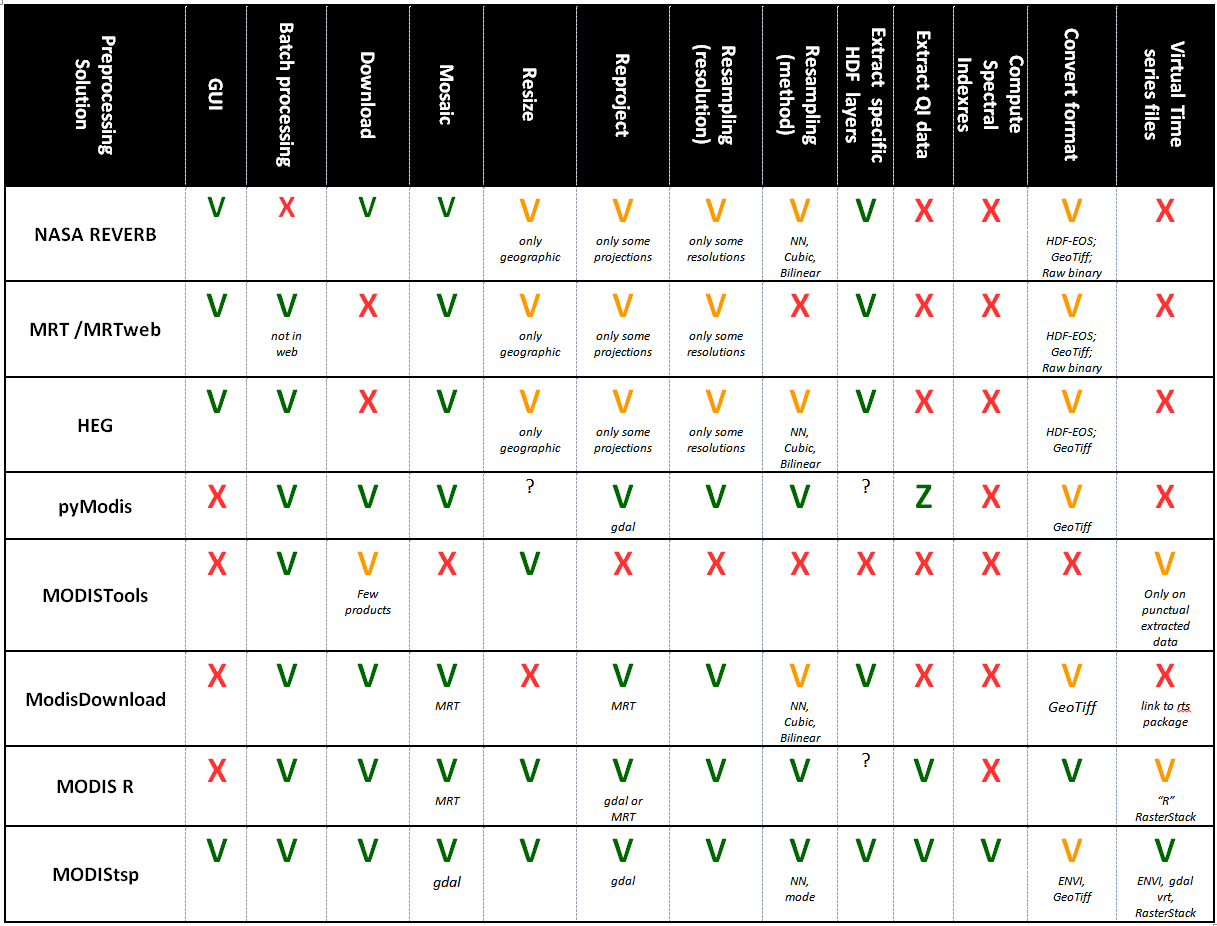 Preprocessing
Solution
GUI
Batch processing
Download
Mosaic
Resize
Reproject
Resampling
(resolution)
Resampling
(method)
Extract specific
HDF layers
Extract QI data
Compute
Spectral
Indexres
Convert format
Virtual Time
series files
NASA REVERB
V
X
V
V
V
only
geographic
V
only some
projections
V
only some
resolutions
V
NN,
Cubic,
Bilinear
V
X
X
V
HDF-EOS;
GeoTiff;
Raw binary
X
MRT /MRTweb
V
V
not in
web
X
V
V
only
geographic
V
only some
projections
V
only some
resolutions
X
V
X
X
V
HDF-EOS;
GeoTiff;
Raw binary
X
HEG
V
V
X
V
V
only
geographic
V
only some
projections
V
only some
resolutions
V
NN,
Cubic,
Bilinear
V
X
X
V
HDF-EOS;
GeoTiff
X
pyModis
X
V
V
V
?
V
gdal
V
V
?
Z
X
V
GeoTiff
X
MODISTools
X
V
V
Few
products
X
V
X
X
X
X
X
X
X
V
Only on
punctual
extracted
data
ModisDownload
X
V
V
V
MRT
X
V
MRT
V
V
NN,
Cubic,
Bilinear
V
X
X
V
GeoTiff
X
link to rts
package
MODIS R
X
V
V
V
MRT
V
V
gdal or
MRT
V
V
?
V
X
V
V
“R”
RasterStack
MODIStsp
V
V
V
V
gdal
V
V
gdal
V
V
NN,
mode
V
V
V
V
ENVI,
GeoTiff
V
ENVI, gdal
vrt,
RasterStack